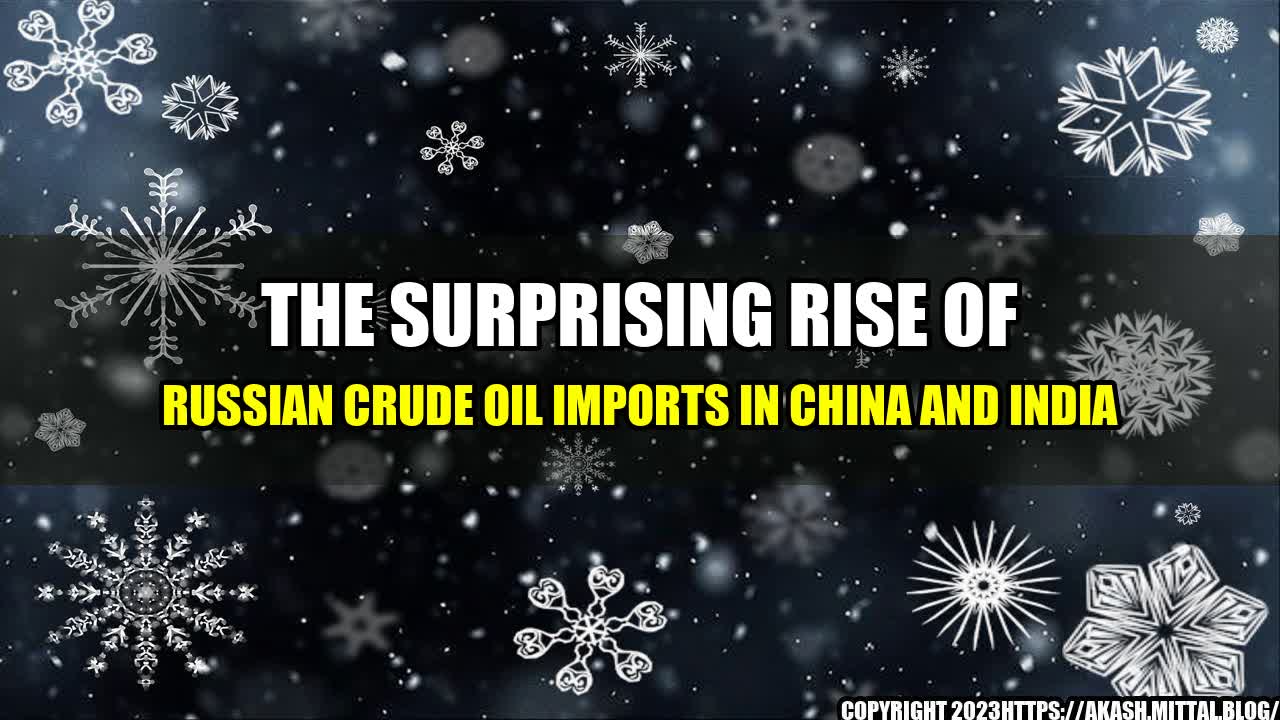 THE SURPRISING RISE OF
RUSSIAN CRUDE OIL IMPORTS IN CHINA AND INDIA
COPYRIGHT 2023HTTPS://AKASH.MITTAL.BLOG/